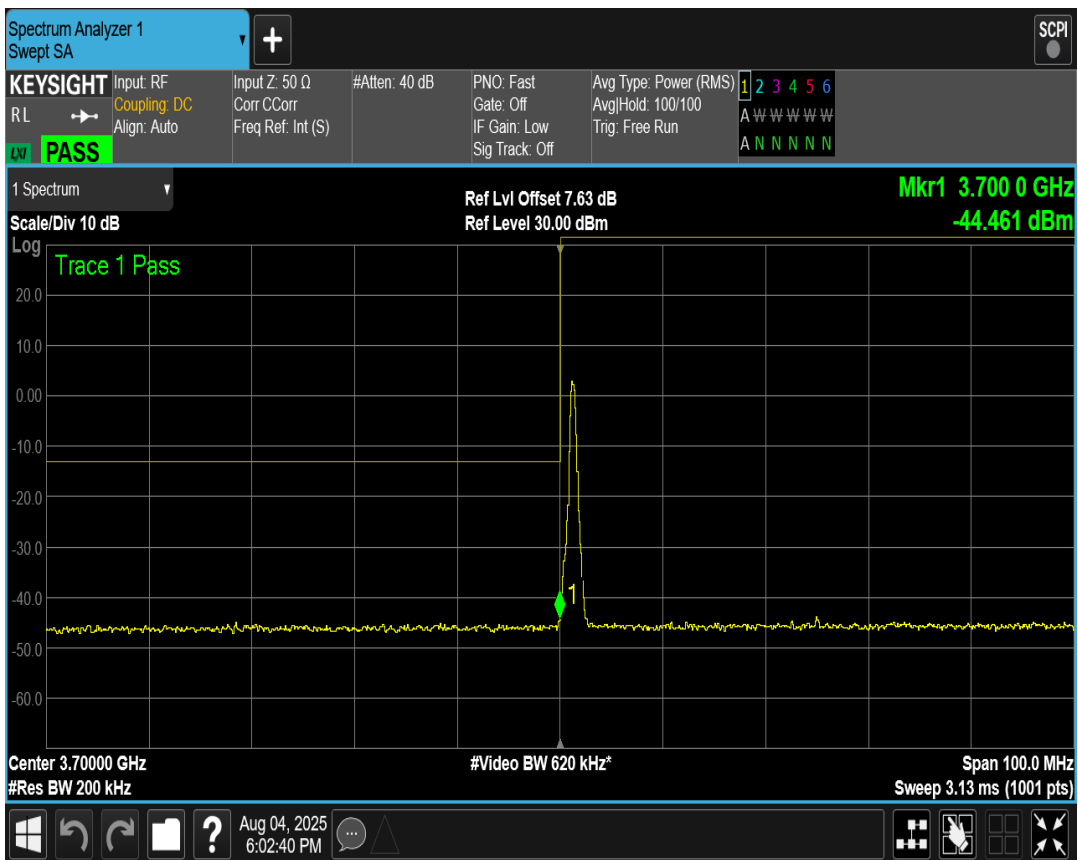 Spectrum Analyzer 1
Swept SA
SCPI
KEYSIGHT
RL
LXI
PASS
Input: RF
Coupling: DC
Align: Auto
Input Z: 50 Ω
Corr CCorr
Freq Ref: Int (S)
#Atten: 40 dB
PNO: Fast
Gate: Off
IF Gain: Low
Sig Track: Off
Avg Type: Power (RMS)
Avg|Hold: 100/100
Trig: Free Run
1 2 3 4 5 6
A W W W W W
A N N N N N
1 Spectrum
Scale/Div 10 dB
Ref Lvl Offset 7.63 dB
Ref Level 30.00 dBm
Mkr1 3.700 0 GHz
-44.461 dBm
Log
Trace 1 Pass
20.0
10.0
0.00
-10.0
-20.0
-30.0
-40.0
1
-50.0
-60.0
Center 3.70000 GHz
#Video BW 620 kHz*
Span 100.0 MHz
#Res BW 200 kHz
Sweep 3.13 ms (1001 pts)
?
Aug 04, 2025
6:02:40 PM